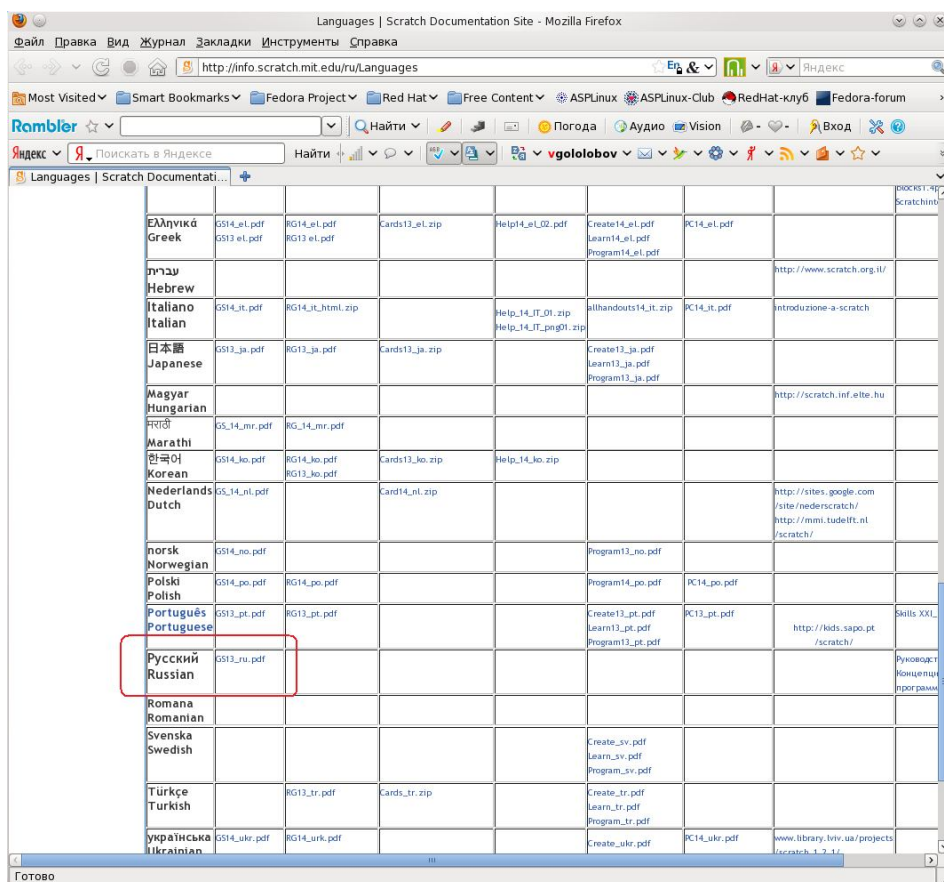 Languages | Scratch Documentation Site - Mozilla Firefox
Файл Правка Вид Журнал Закладки Инструменты Справка
http://info.scratch.mit.edu/ru/Languages Яндекс
Most Visited Smart Bookmarks Fedora Project Red Hat Free Content ASPLinux ASPLinux-Club RedHat-клуб Fedora-forum
Rambler Найти Погода Аудио Vision Вход
Яндекс Поискать в Яндексе Найти vgololobov
Languages | Scratch Documentati...
Scratchint
Ελληνικά GS14_el.pdf RG14_el.pdf Cards13_el.zip Help14_el_02.pdf Create14_el.pdf PC14_el.pdf
Greek GS13 el.pdf RG13 el.pdf Learn14_el.pdf
Program14_el.pdf
עברית http://www.scratch.org.il/
Hebrew
Italiano GS14_it.pdf RG14_it_html.zip Help_14_IT_01.zip allhandouts14_it.zip PC14_it.pdf introduzione-a-scratch
Italian Help_14_IT_png01.zip
日本語 GS13_ja.pdf RG13_ja.pdf Cards13_ja.zip Create13_ja.pdf
Japanese Learn13_ja.pdf
Program13_ja.pdf
Magyar http://scratch.inf.elte.hu
Hungarian
मराठी GS_14_mr.pdf RG_14_mr.pdf
Marathi
한국어 GS14_ko.pdf RG14_ko.pdf Cards13_ko.zip Help_14_ko.zip
Korean RG13_ko.pdf
Nederlands GS_14_nl.pdf Card14_nl.zip http://sites.google.com
Dutch /site/nederscratch/
http://mmi.tudelft.nl
/scratch/
norsk GS14_no.pdf Program13_no.pdf
Norwegian
Polski GS14_po.pdf RG14_po.pdf Program14_po.pdf PC14_po.pdf
Polish
Português GS13_pt.pdf RG13_pt.pdf Create13_pt.pdf PC13_pt.pdf Skills XXI_
Portuguese Learn13_pt.pdf http://kids.sapo.pt
Program13_pt.pdf /scratch/
Русский GS13_ru.pdf Руководст
Russian Концепци
программ
Romana
Romanian
Svenska Create_sv.pdf
Swedish Learn_sv.pdf
Program_sv.pdf
Türkçe RG13_tr.pdf Cards_tr.zip Create_tr.pdf
Turkish Learn_tr.pdf
Program_tr.pdf
українська GS14_ukr.pdf RG14_urk.pdf Create_ukr.pdf PC14_ukr.pdf www.library.lviv.ua/projects
Ukrainian /scratch_1_2_1/
Готово